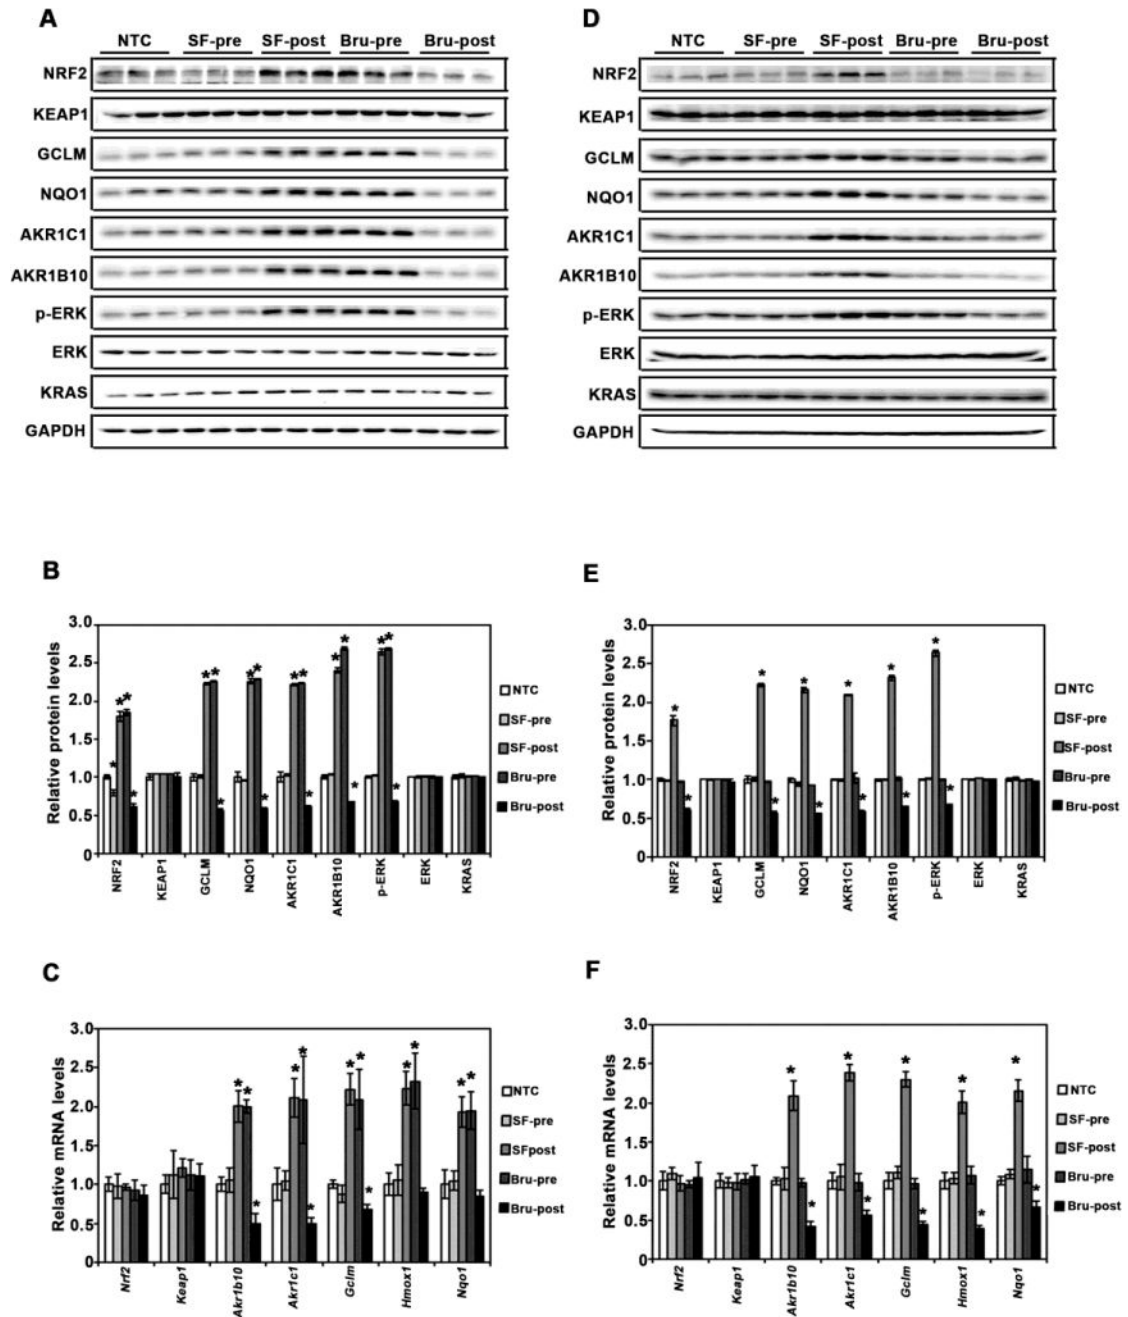 A
NTC SF-pre SF-post Bru-pre Bru-post
NRF2
KEAP1
GCLM
NQO1
AKR1C1
AKR1B10
p-ERK
ERK
KRAS
GAPDH
D
NTC SF-pre SF-post Bru-pre Bru-post
NRF2
KEAP1
GCLM
NQO1
AKR1C1
AKR1B10
p-ERK
ERK
KRAS
GAPDH
B
Relative protein levels
3.0
2.5
2.0
1.5
1.0
0.5
0
* * * * * * * * * * * * * * * * * * *
NRF2 KEAP1 GCLM NQO1 AKR1C1 AKR1B10 p-ERK ERK KRAS
NTC
SF-pre
SF-post
Bru-pre
Bru-post
E
Relative protein levels
3.0
2.5
2.0
1.5
1.0
0.5
0
* * * * * * * * * * * *
NRF2 KEAP1 GCLM NQO1 AKR1C1 AKR1B10 p-ERK ERK KRAS
NTC
SF-pre
SF-post
Bru-pre
Bru-post
C
Relative mRNA levels
3.0
2.5
2.0
1.5
1.0
0.5
0
* * * * * * * * * * * * *
Nrf2 Keap1 Akr1b10 Akr1c1 Gclm Hmox1 Nqo1
NTC
SF-pre
SFpost
Bru-pre
Bru-post
F
Relative mRNA levels
3.0
2.5
2.0
1.5
1.0
0.5
0
* * * * * * * * * *
Nrf2 Keap1 Akr1b10 Akr1c1 Gclm Hmox1 Nqo1
NTC
SF-pre
SF-post
Bru-pre
Bru-post